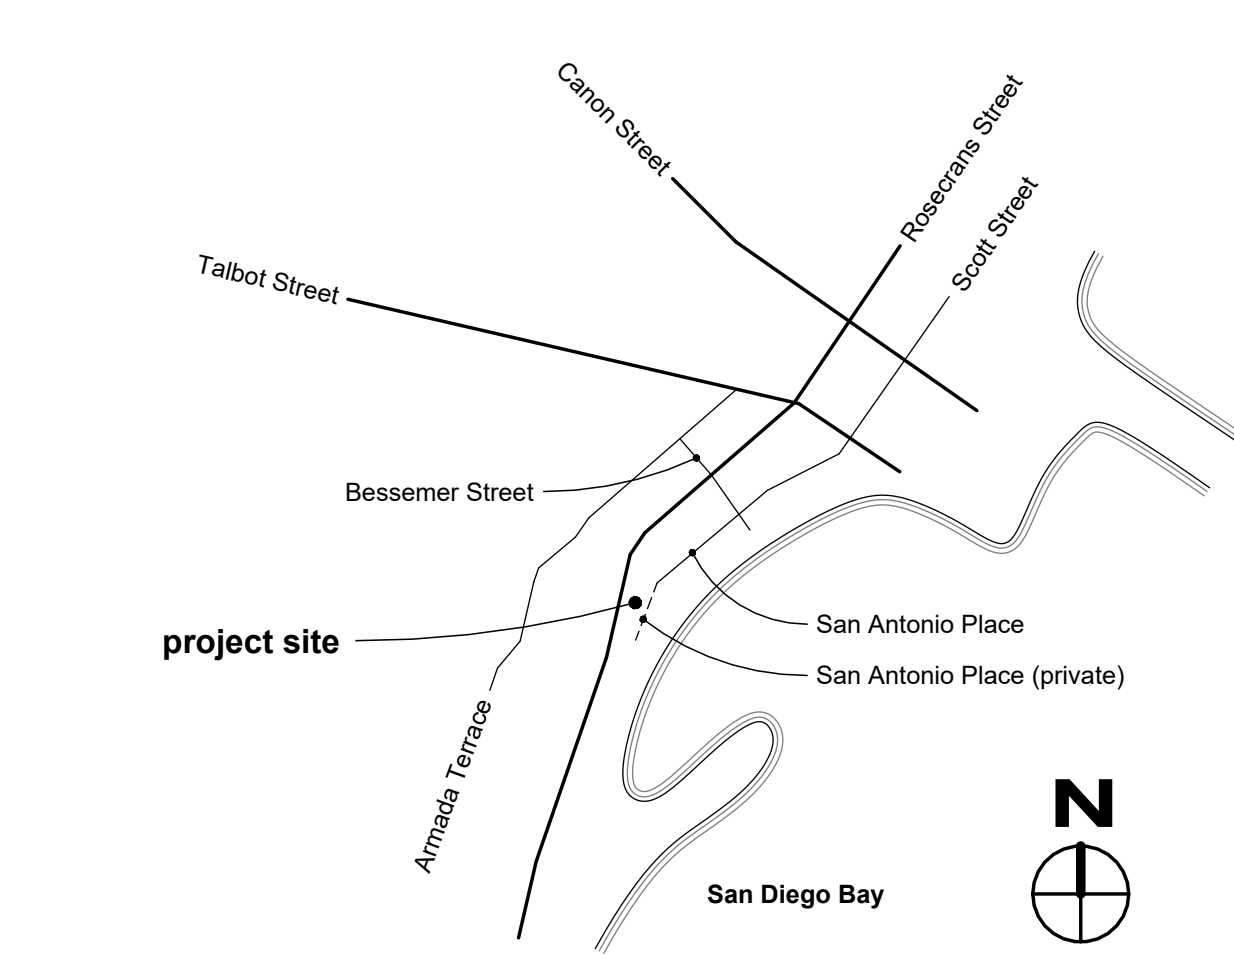 Canon Street
Rosecrans Street
Scott Street
Talbot Street
Bessemer Street
project site
San Antonio Place
San Antonio Place (private)
Armada Terrace
N
San Diego Bay